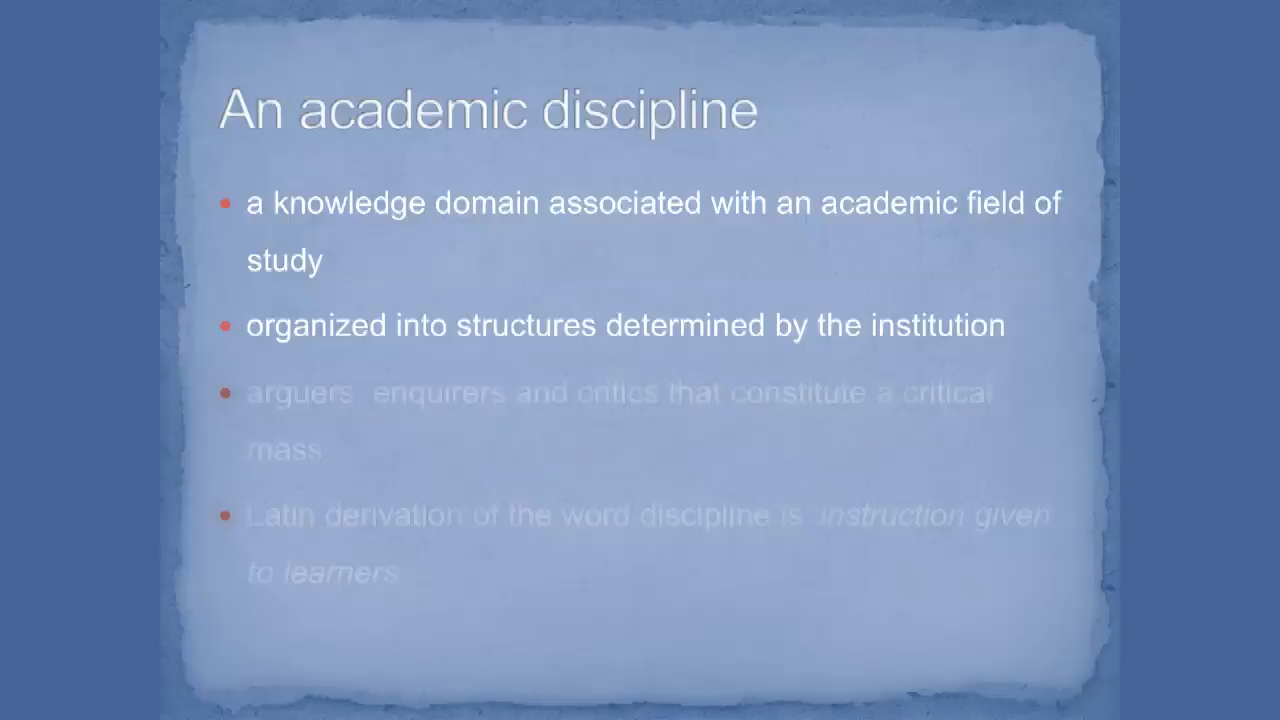 An academic discipline
• a knowledge domain associated with an academic field of
study
• organized into structures determined by the institution
• arguers, enquirers and critics that constitute a critical
mass
• Latin derivation of the word discipline is instruction given
to learners